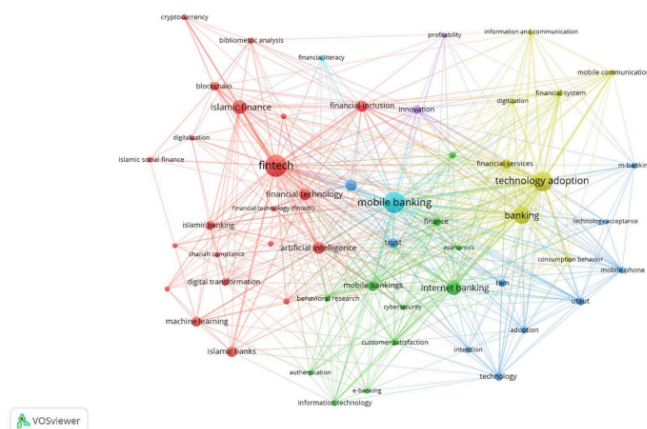 cryptocurrency
information and communication
profitability
bibliometric analysis
financial literacy
mobile communication
blockchain
financial system
digitization
islamic finance
financial inclusion
innovation
digitalization
islamic social finance
fintech
financial services
m-banking
technology adoption
financial technology
mobile banking
financial technology (fintech)
banking
islamic banking
finance
technology acceptance
artificial intelligence
trust
economics
shariah compliance
consumption behavior
mobile phone
digital transformation
mobile bankings
internet banking
tam
behavioral research
utaut
cybersecurity
machine learning
adoption
customer satisfaction
islamic banks
intention
authentication
technology
e-banking
information technology
VOSviewer